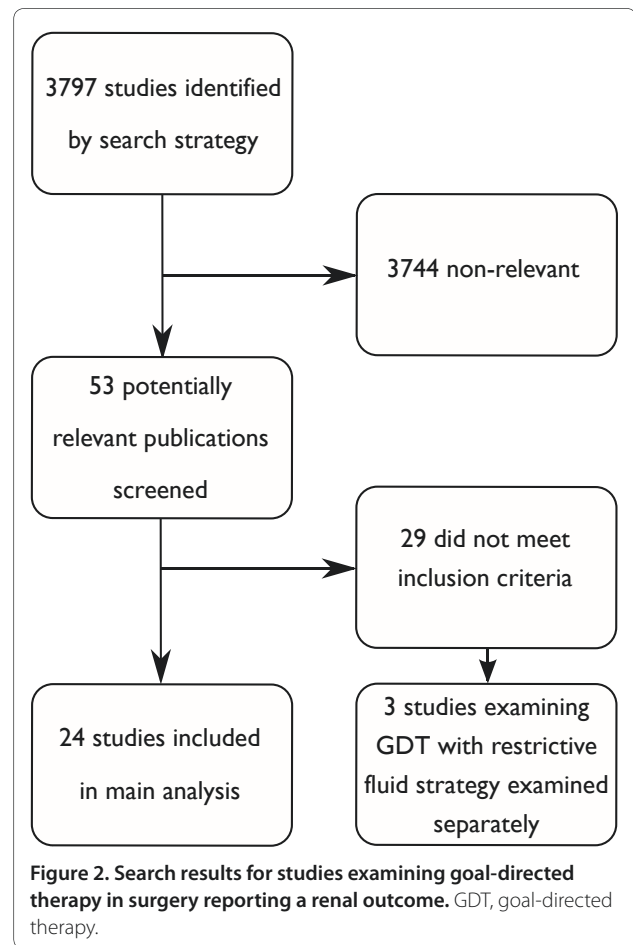 3797 studies identified
by search strategy
3744 non-relevant
53 potentially
relevant publications
screened
29 did not meet
inclusion criteria
24 studies included
in main analysis
3 studies examining
GDT with restrictive
fluid strategy examined
separately
Figure 2. Search results for studies examining goal-directed
therapy in surgery reporting a renal outcome. GDT, goal-directed
therapy.